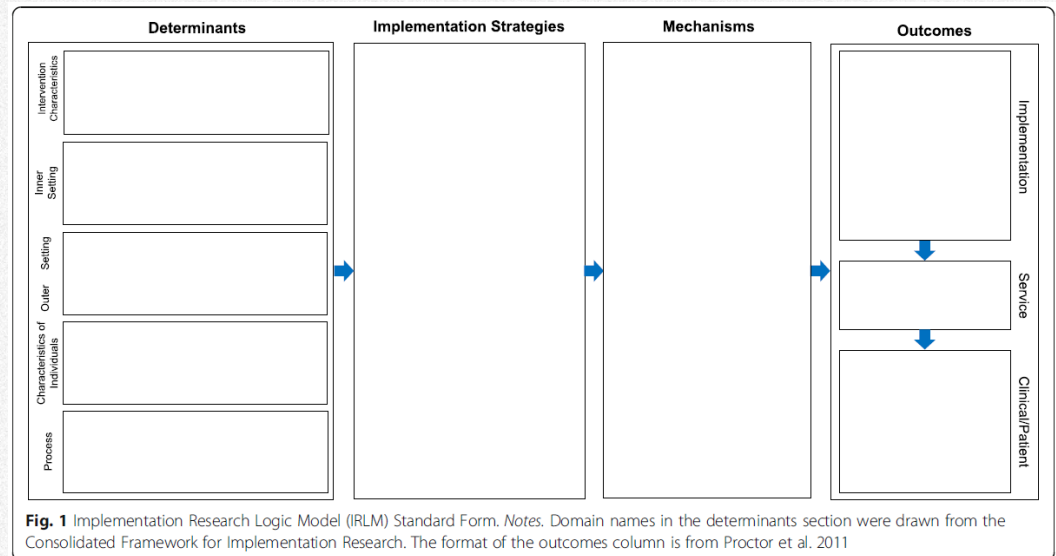 Determinants
Implementation Strategies
Mechanisms
Outcomes
Intervention
Characteristics
Inner
Setting
Outer Setting
Characteristics of
Individuals
Process
Implementation
Service
Clinical/Patient
Fig. 1 Implementation Research Logic Model (IRLM) Standard Form. Notes. Domain names in the determinants section were drawn from the
Consolidated Framework for Implementation Research. The format of the outcomes column is from Proctor et al. 2011